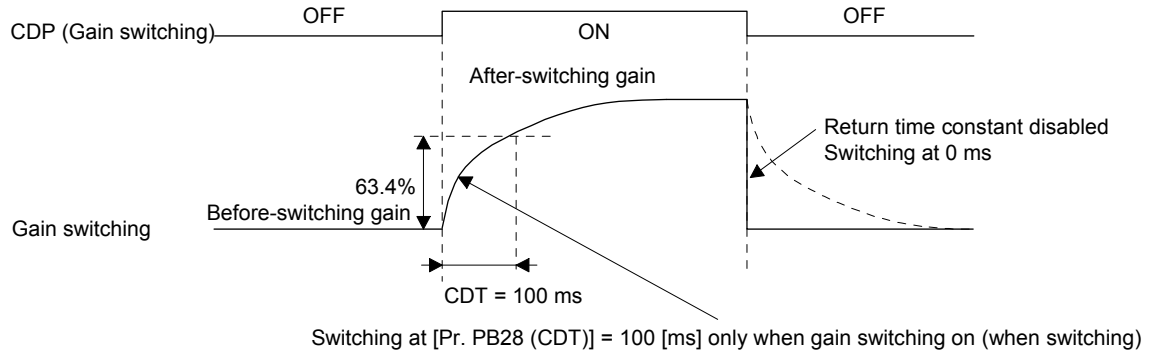 OFF
OFF
CDP (Gain switching)
ON
After-switching gain
Return time constant disabled
Switching at 0 ms
63.4%
Before-switching gain
Gain switching
CDT = 100 ms
Switching at [Pr. PB28 (CDT)] = 100 [ms] only when gain switching on (when switching)